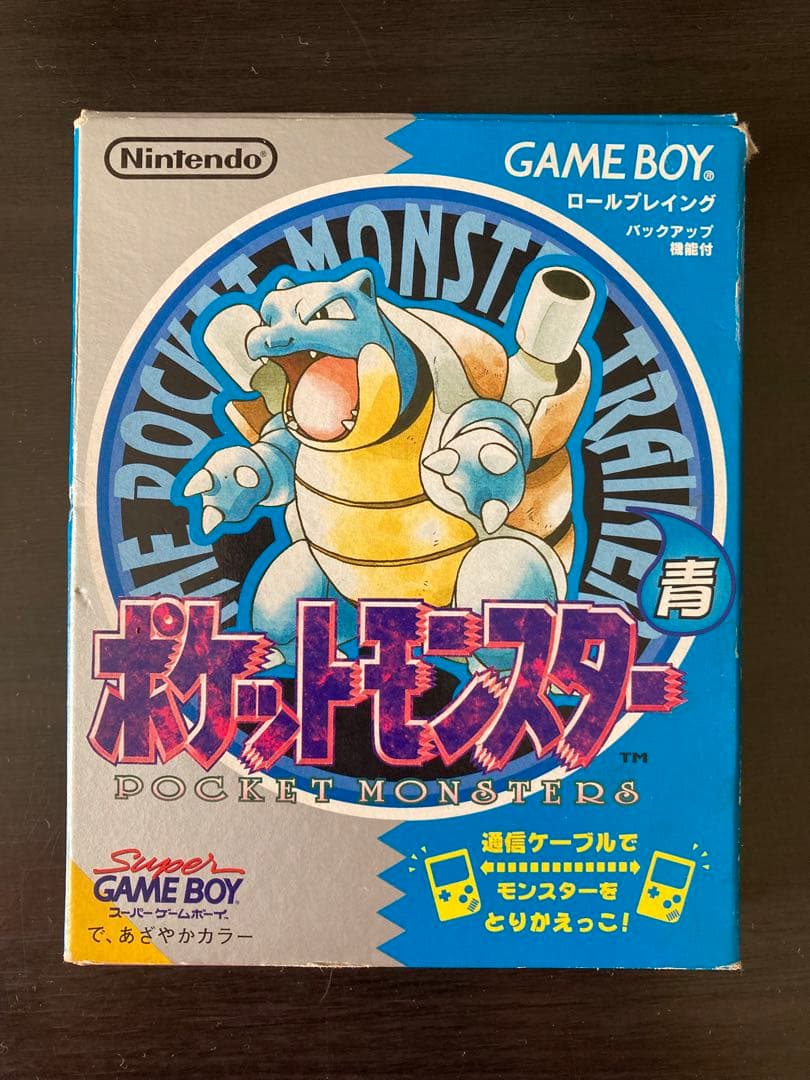 Nintendo®
GAME BOY®
ロールプレイング
バックアップ
機能付
THE POCKET MONSTER TRAINER
青
ポケットモンスター
TM
POCKET MONSTERS
Super
GAME BOY
スーパーゲームボーイ
で、あざやかカラー
通信ケーブルで
モンスターを
とりかえっこ!